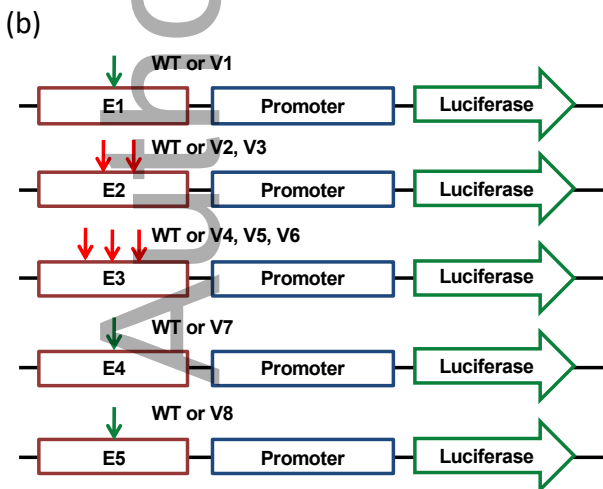 (b)
WT or V1
E1 Promoter Luciferase
WT or V2, V3
E2 Promoter Luciferase
WT or V4, V5, V6
E3 Promoter Luciferase
WT or V7
E4 Promoter Luciferase
WT or V8
E5 Promoter Luciferase
Autho